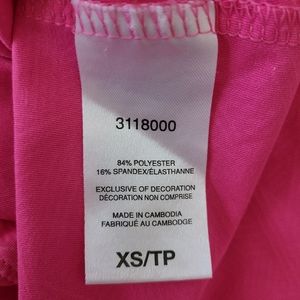 3118000
84% POLYESTER
16% SPANDEX/ÉLASTHANNE
EXCLUSIVE OF DECORATION
DÉCORATION NON COMPRISE
MADE IN CAMBODIA
FABRIQUÉ AU CAMBODGE
XS/TP